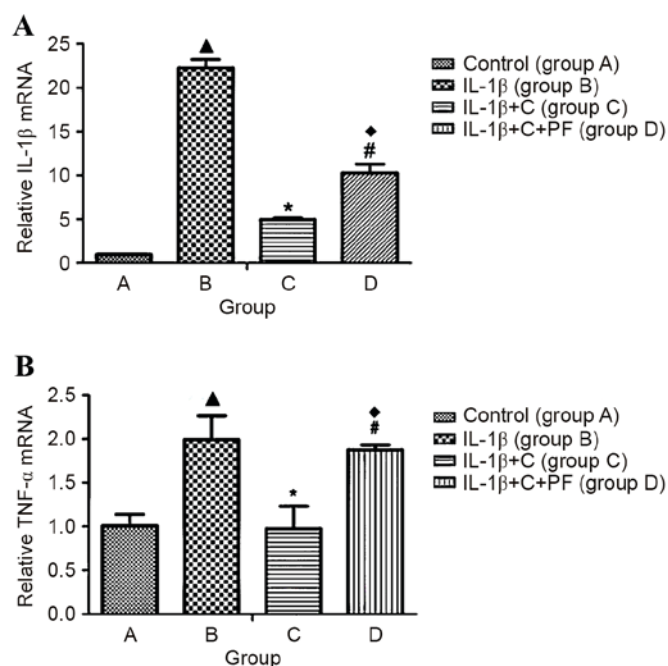 A
Relative IL-1β mRNA
25
20
15
10
5
0
▲
*
◆
#
A B C D
Group
Control (group A)
IL-1β (group B)
IL-1β+C (group C)
IL-1β+C+PF (group D)
B
Relative TNF-α mRNA
2.5
2.0
1.5
1.0
0.5
0.0
▲
*
◆
#
A B C D
Group
Control (group A)
IL-1β (group B)
IL-1β+C (group C)
IL-1β+C+PF (group D)